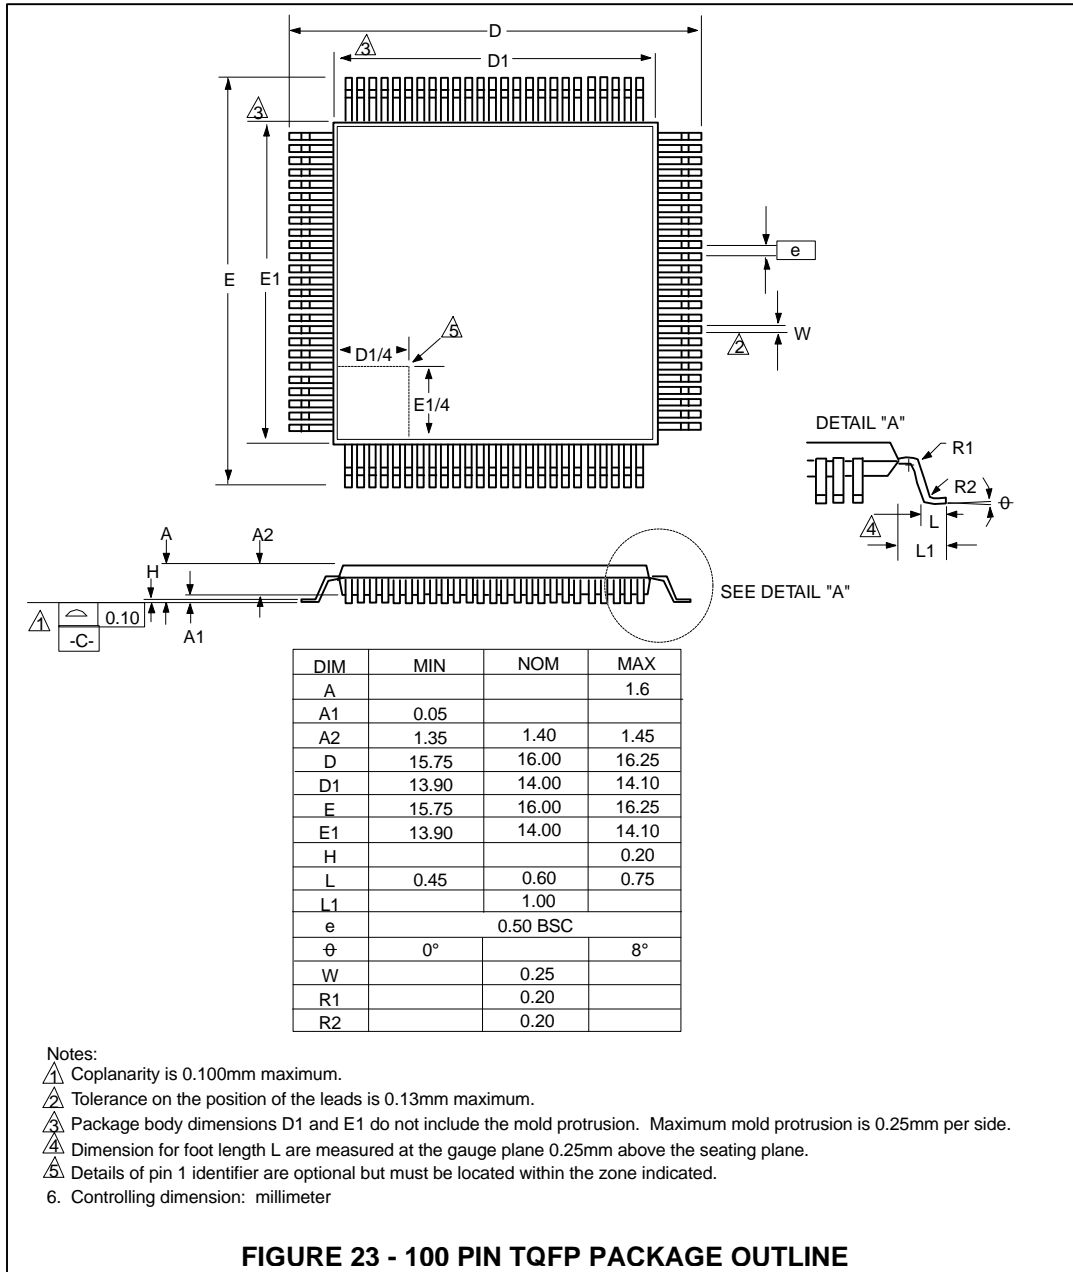 D
3
D1
3
E
E1
e
5
D1/4
2
W
E1/4
DETAIL "A"
R1
R2
θ
4
L
L1
A
A2
H
SEE DETAIL "A"
1
0.10
-C-
A1
DIM MIN NOM MAX
A 1.6
A1 0.05
A2 1.35 1.40 1.45
D 15.75 16.00 16.25
D1 13.90 14.00 14.10
E 15.75 16.00 16.25
E1 13.90 14.00 14.10
H 0.20
L 0.45 0.60 0.75
L1 1.00
e 0.50 BSC
θ 0° 8°
W 0.25
R1 0.20
R2 0.20
Notes:
1 Coplanarity is 0.100mm maximum.
2 Tolerance on the position of the leads is 0.13mm maximum.
3 Package body dimensions D1 and E1 do not include the mold protrusion. Maximum mold protrusion is 0.25mm per side.
4 Dimension for foot length L are measured at the gauge plane 0.25mm above the seating plane.
5 Details of pin 1 identifier are optional but must be located within the zone indicated.
6. Controlling dimension: millimeter
FIGURE 23 - 100 PIN TQFP PACKAGE OUTLINE